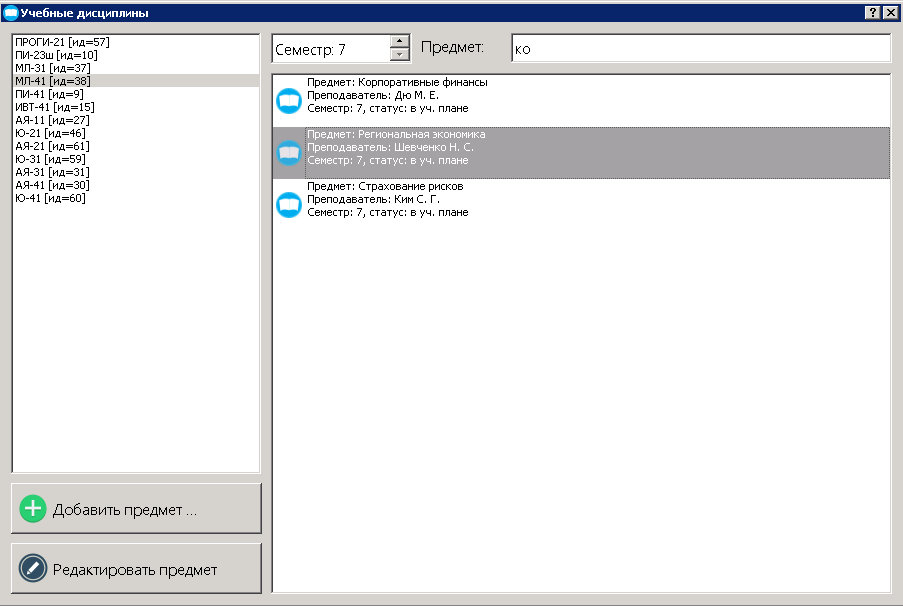 Учебные дисциплины
ПРОГИ-21 [ид=57]
ПИ-23ш [ид=10]
МЛ-31 [ид=37]
МЛ-41 [ид=38]
ПИ-41 [ид=9]
ИВТ-41 [ид=15]
АЯ-11 [ид=27]
Ю-21 [ид=46]
АЯ-21 [ид=61]
Ю-31 [ид=59]
АЯ-31 [ид=31]
АЯ-41 [ид=30]
Ю-41 [ид=60]
Добавить предмет ...
Редактировать предмет
Семестр: 7
Предмет:
ко
Предмет: Корпоративные финансы
Преподаватель: Дю М. Е.
Семестр: 7, статус: в уч. плане
Предмет: Региональная экономика
Преподаватель: Шевченко Н. С.
Семестр: 7, статус: в уч. плане
Предмет: Страхование рисков
Преподаватель: Ким С. Г.
Семестр: 7, статус: в уч. плане